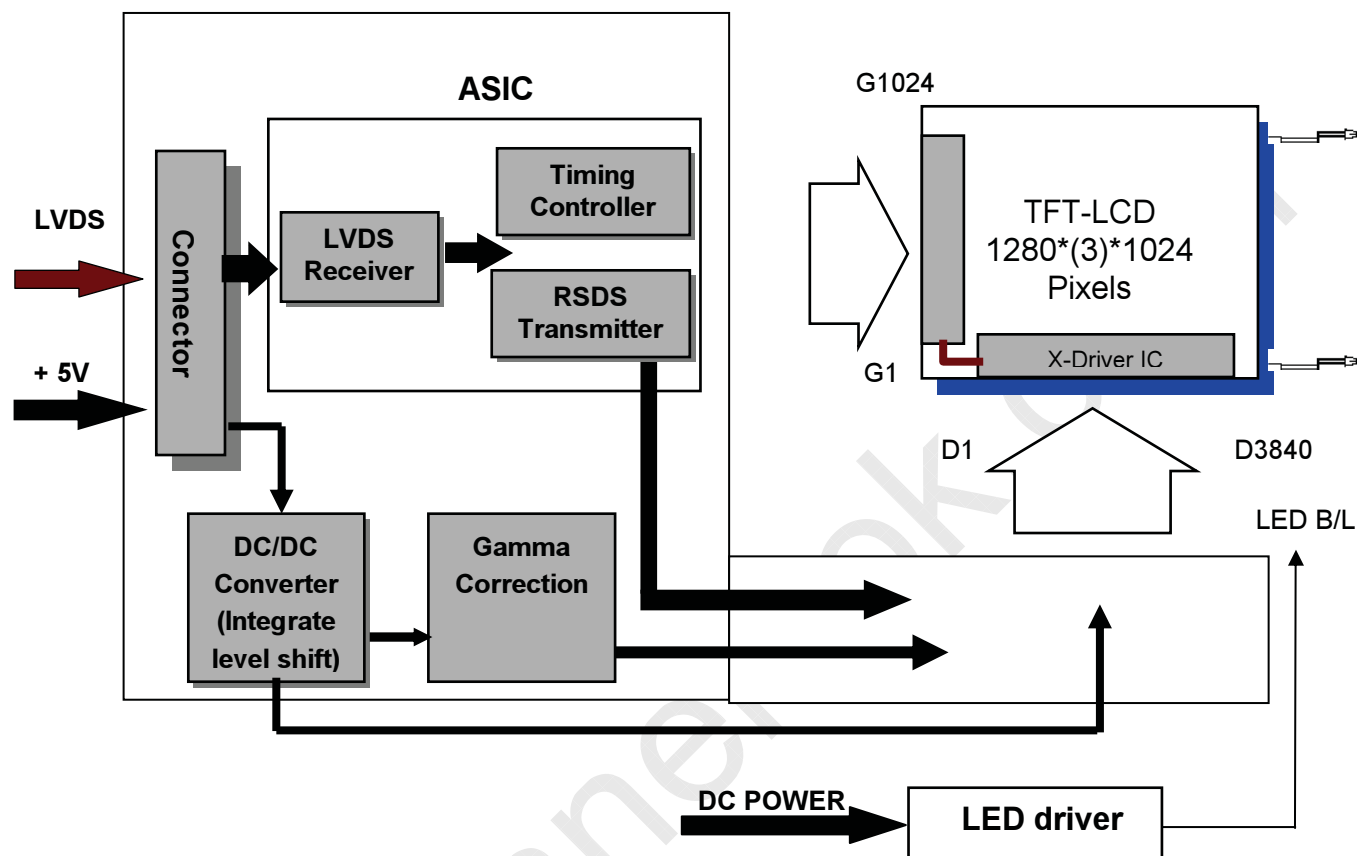 ASIC
G1024
LVDS
+ 5V
Connector
LVDS
Receiver
Timing
Controller
RSDS
Transmitter
TFT-LCD
1280*(3)*1024
Pixels
X-Driver IC
G1
D1
D3840
LED B/L
DC/DC
Converter
(Integrate
level shift)
Gamma
Correction
DC POWER
LED driver